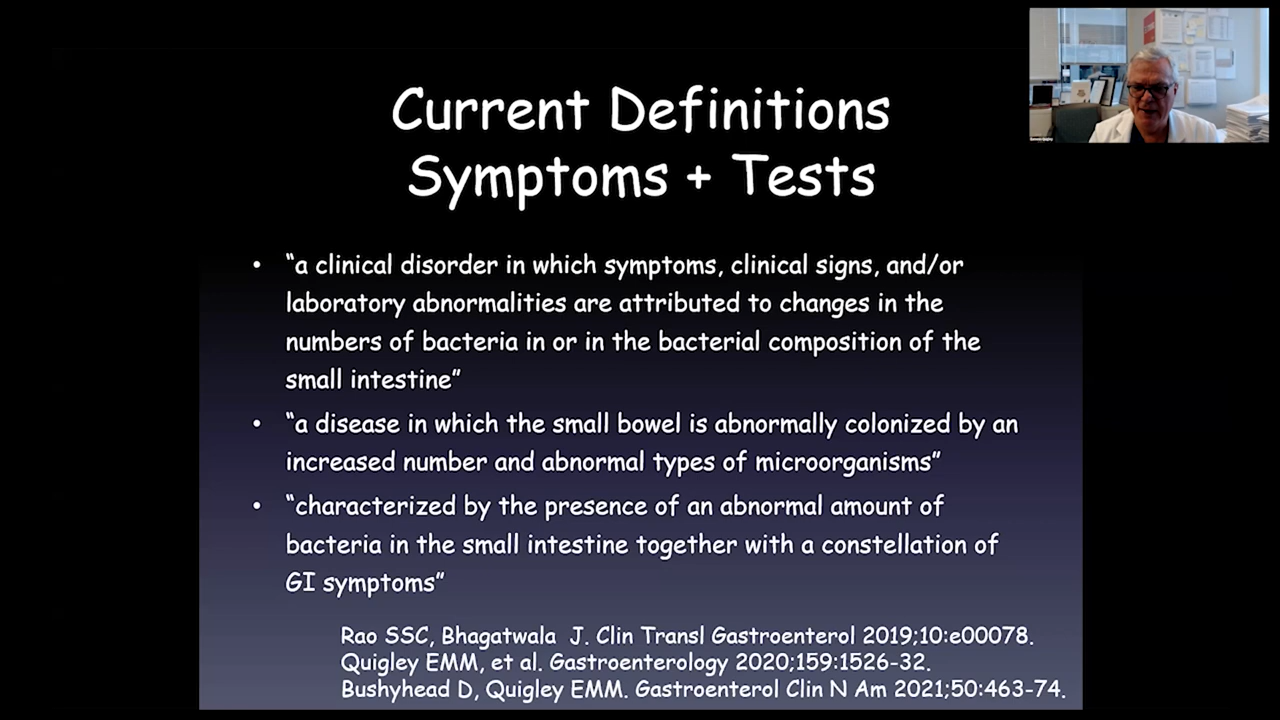 Current Definitions
Symptoms + Tests
• “a clinical disorder in which symptoms, clinical signs, and/or
laboratory abnormalities are attributed to changes in the
numbers of bacteria in or in the bacterial composition of the
small intestine”
• “a disease in which the small bowel is abnormally colonized by an
increased number and abnormal types of microorganisms”
• “characterized by the presence of an abnormal amount of
bacteria in the small intestine together with a constellation of
GI symptoms”
Rao SSC, Bhagatwala J. Clin Transl Gastroenterol 2019;10:e00078.
Quigley EMM, et al. Gastroenterology 2020;159:1526-32.
Bushyhead D, Quigley EMM. Gastroenterol Clin N Am 2021;50:463-74.